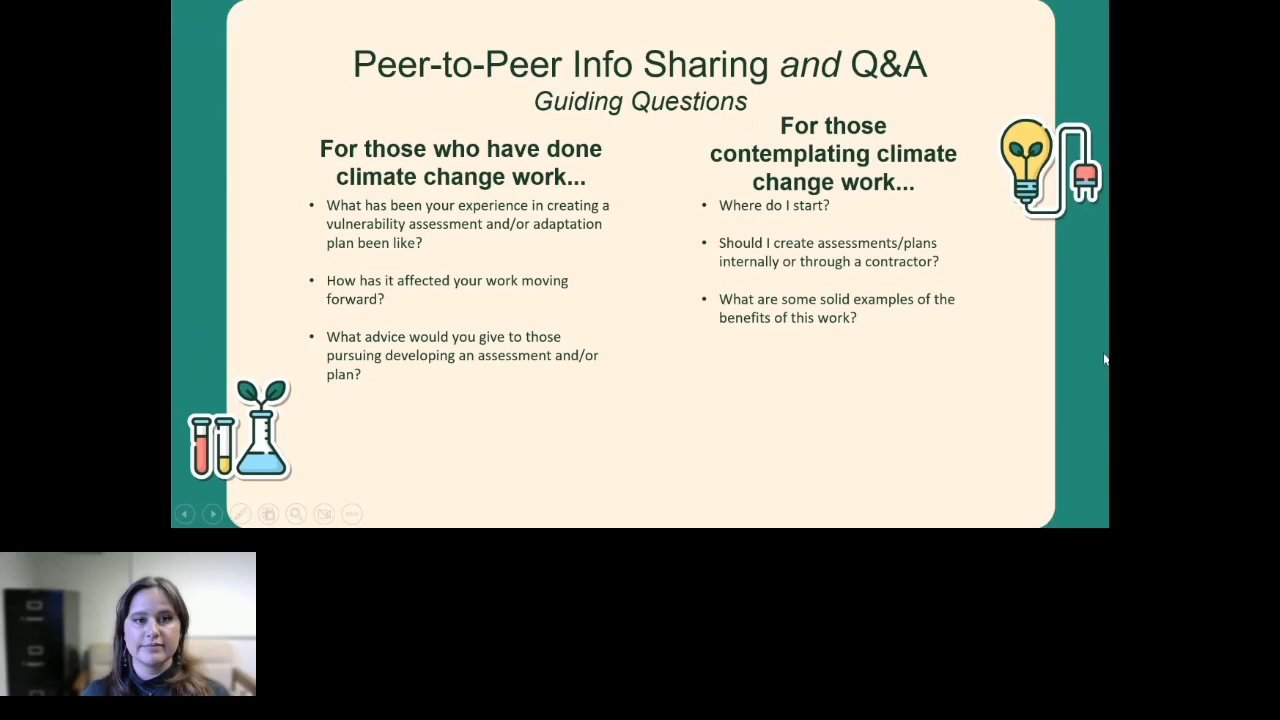 Peer-to-Peer Info Sharing and Q&A
Guiding Questions
For those who have done
climate change work...
• What has been your experience in creating a
vulnerability assessment and/or adaptation
plan been like?
• How has it affected your work moving
forward?
• What advice would you give to those
pursuing developing an assessment and/or
plan?
For those
contemplating climate
change work...
• Where do I start?
• Should I create assessments/plans
internally or through a contractor?
• What are some solid examples of the
benefits of this work?